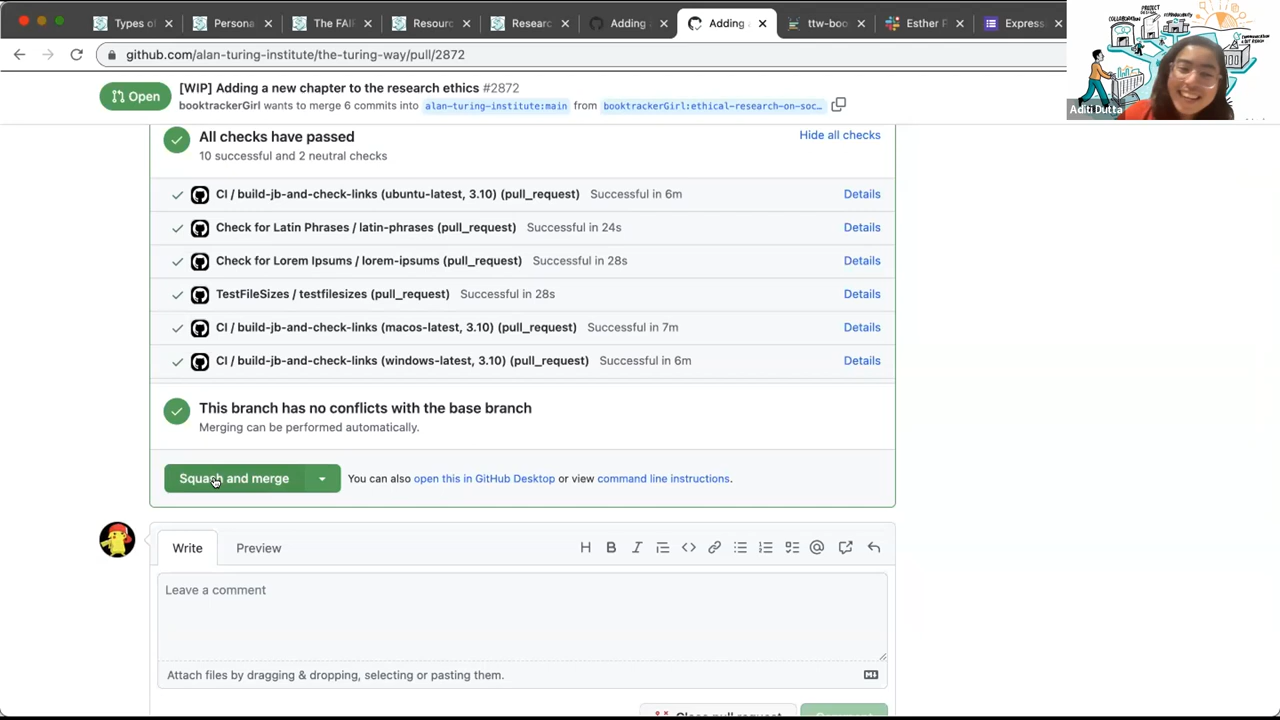 Types of
Persona
The FAIR
Resour
Researc
Adding
Adding
ttw-boo
Esther P
Express
github.com/alan-turing-institute/the-turing-way/pull/2872
COLLABORATION
PROJECT DESIGN
Aditi Dutta
Open
[WIP] Adding a new chapter to the research ethics #2872
booktrackerGirl wants to merge 6 commits into alan-turing-institute:main from booktrackerGirl:ethical-research-on-soc...
All checks have passed
Hide all checks
10 successful and 2 neutral checks
CI / build-jb-and-check-links (ubuntu-latest, 3.10) (pull_request) Successful in 6m Details
Check for Latin Phrases / latin-phrases (pull_request) Successful in 24s Details
Check for Lorem Ipsums / lorem-ipsums (pull_request) Successful in 28s Details
TestFileSizes / testfilesizes (pull_request) Successful in 28s Details
CI / build-jb-and-check-links (macos-latest, 3.10) (pull_request) Successful in 7m Details
CI / build-jb-and-check-links (windows-latest, 3.10) (pull_request) Successful in 6m Details
This branch has no conflicts with the base branch
Merging can be performed automatically.
Squash and merge
You can also open this in GitHub Desktop or view command line instructions.
Write
Preview
Leave a comment
Attach files by dragging & dropping, selecting or pasting them.
Close pull request
Comment